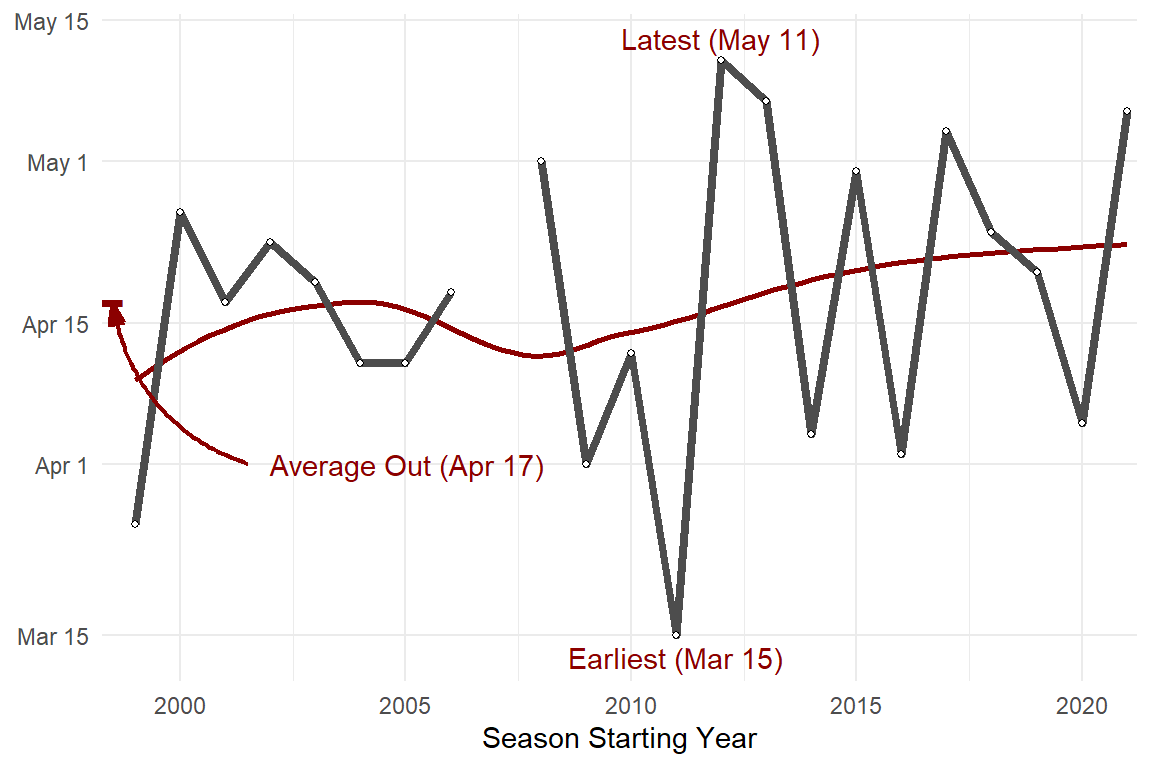 May 15
Latest (May 11)
May 1
Apr 15
Apr 1
Average Out (Apr 17)
Mar 15
Earliest (Mar 15)
2000 2005 2010 2015 2020
Season Starting Year